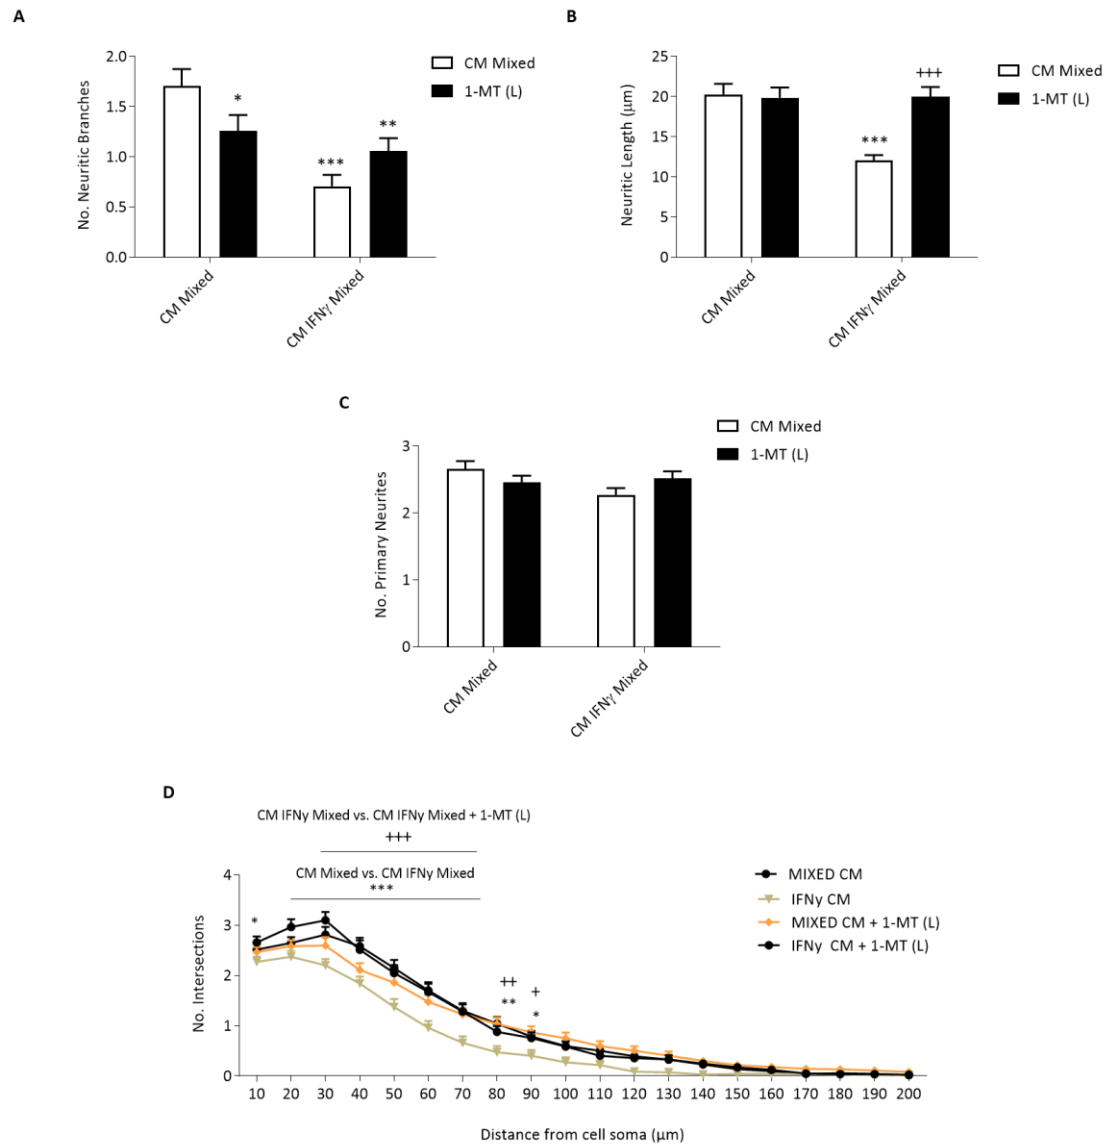 A
No. Neuritic Branches
2.0
1.5
1.0
0.5
0.0
*
***
**
CM Mixed
CM IFNγ Mixed
CM Mixed
1-MT (L)
B
Neuritic Length (µm)
25
20
15
10
5
0
***
+++
CM Mixed
CM IFNγ Mixed
CM Mixed
1-MT (L)
C
No. Primary Neurites
3
2
1
0
CM Mixed
CM IFNγ Mixed
CM Mixed
1-MT (L)
D
CM IFNy Mixed vs. CM IFNy Mixed + 1-MT (L)
+++
CM Mixed vs. CM IFNy Mixed
***
No. Intersections
4
3
2
1
0
*
++
**
+
*
10 20 30 40 50 60 70 80 90 100 110 120 130 140 150 160 170 180 190 200
Distance from cell soma (µm)
MIXED CM
IFNy CM
MIXED CM + 1-MT (L)
IFNy CM + 1-MT (L)